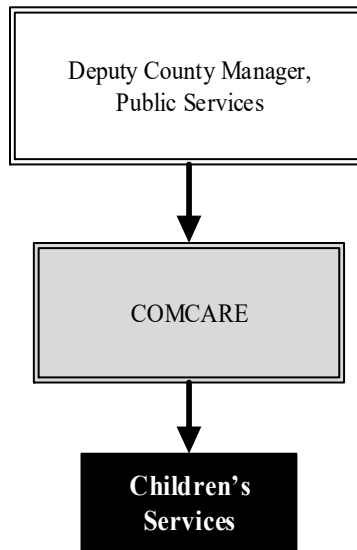 Deputy County Manager,
Public Services
COMCARE
Children’s
Services